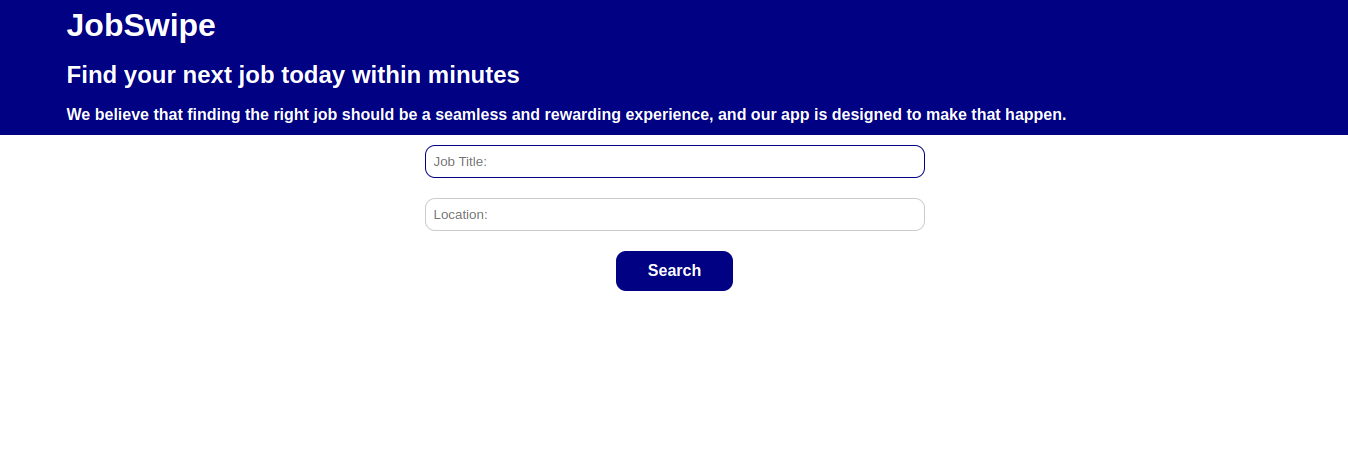 JobSwipe
Find your next job today within minutes
We believe that finding the right job should be a seamless and rewarding experience, and our app is designed to make that happen.
Job Title:
Location:
Search